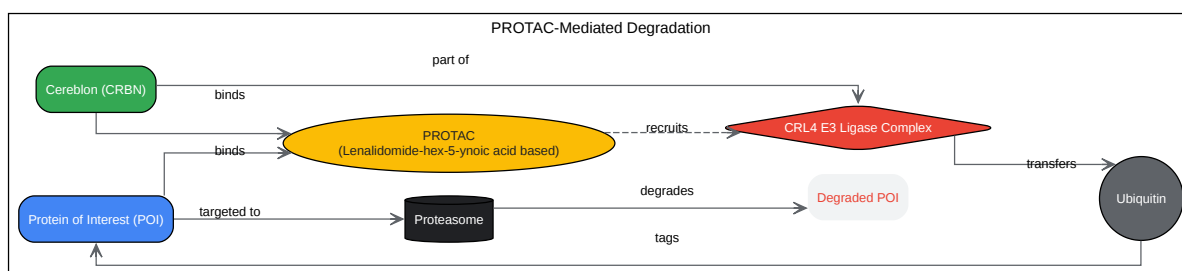 PROTAC-Mediated Degradation
part of
Cereblon (CRBN)
binds
PROTAC
(Lenalidomide-hex-5-ynoic acid based)
recruits
CRL4 E3 Ligase Complex
binds
transfers
degrades
Degraded POI
Ubiquitin
Protein of Interest (POI)
targeted to
Proteasome
tags